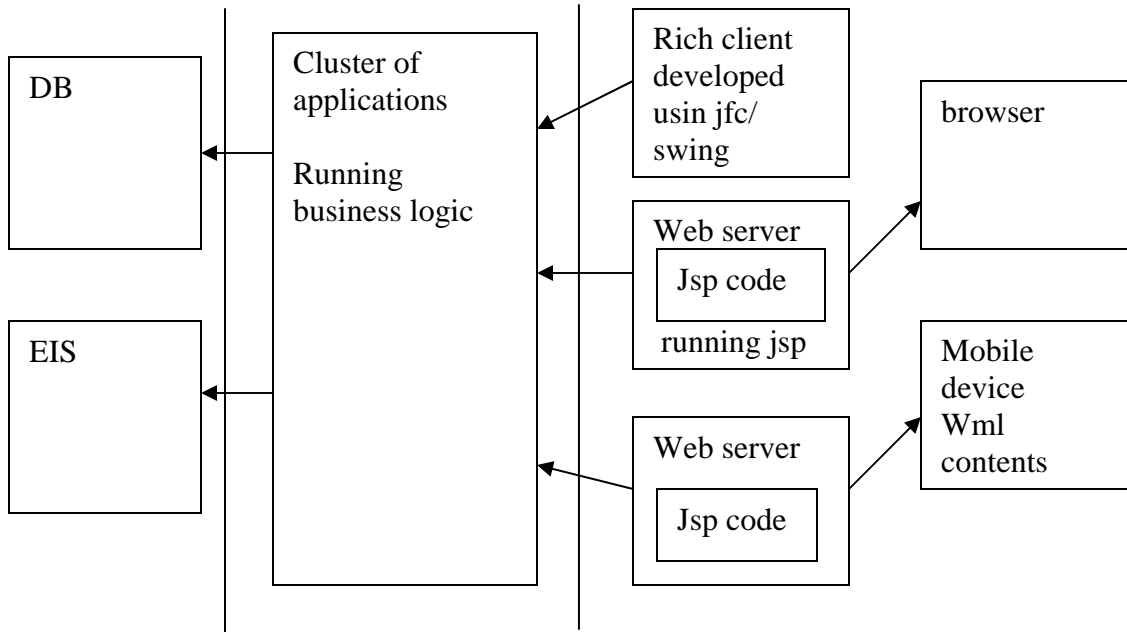 DB
EIS
Cluster of
applications
Running
business logic
Rich client
developed
usin jfc/
swing
Web server
Jsp code
running jsp
Web server
Jsp code
browser
Mobile
device
Wml
contents